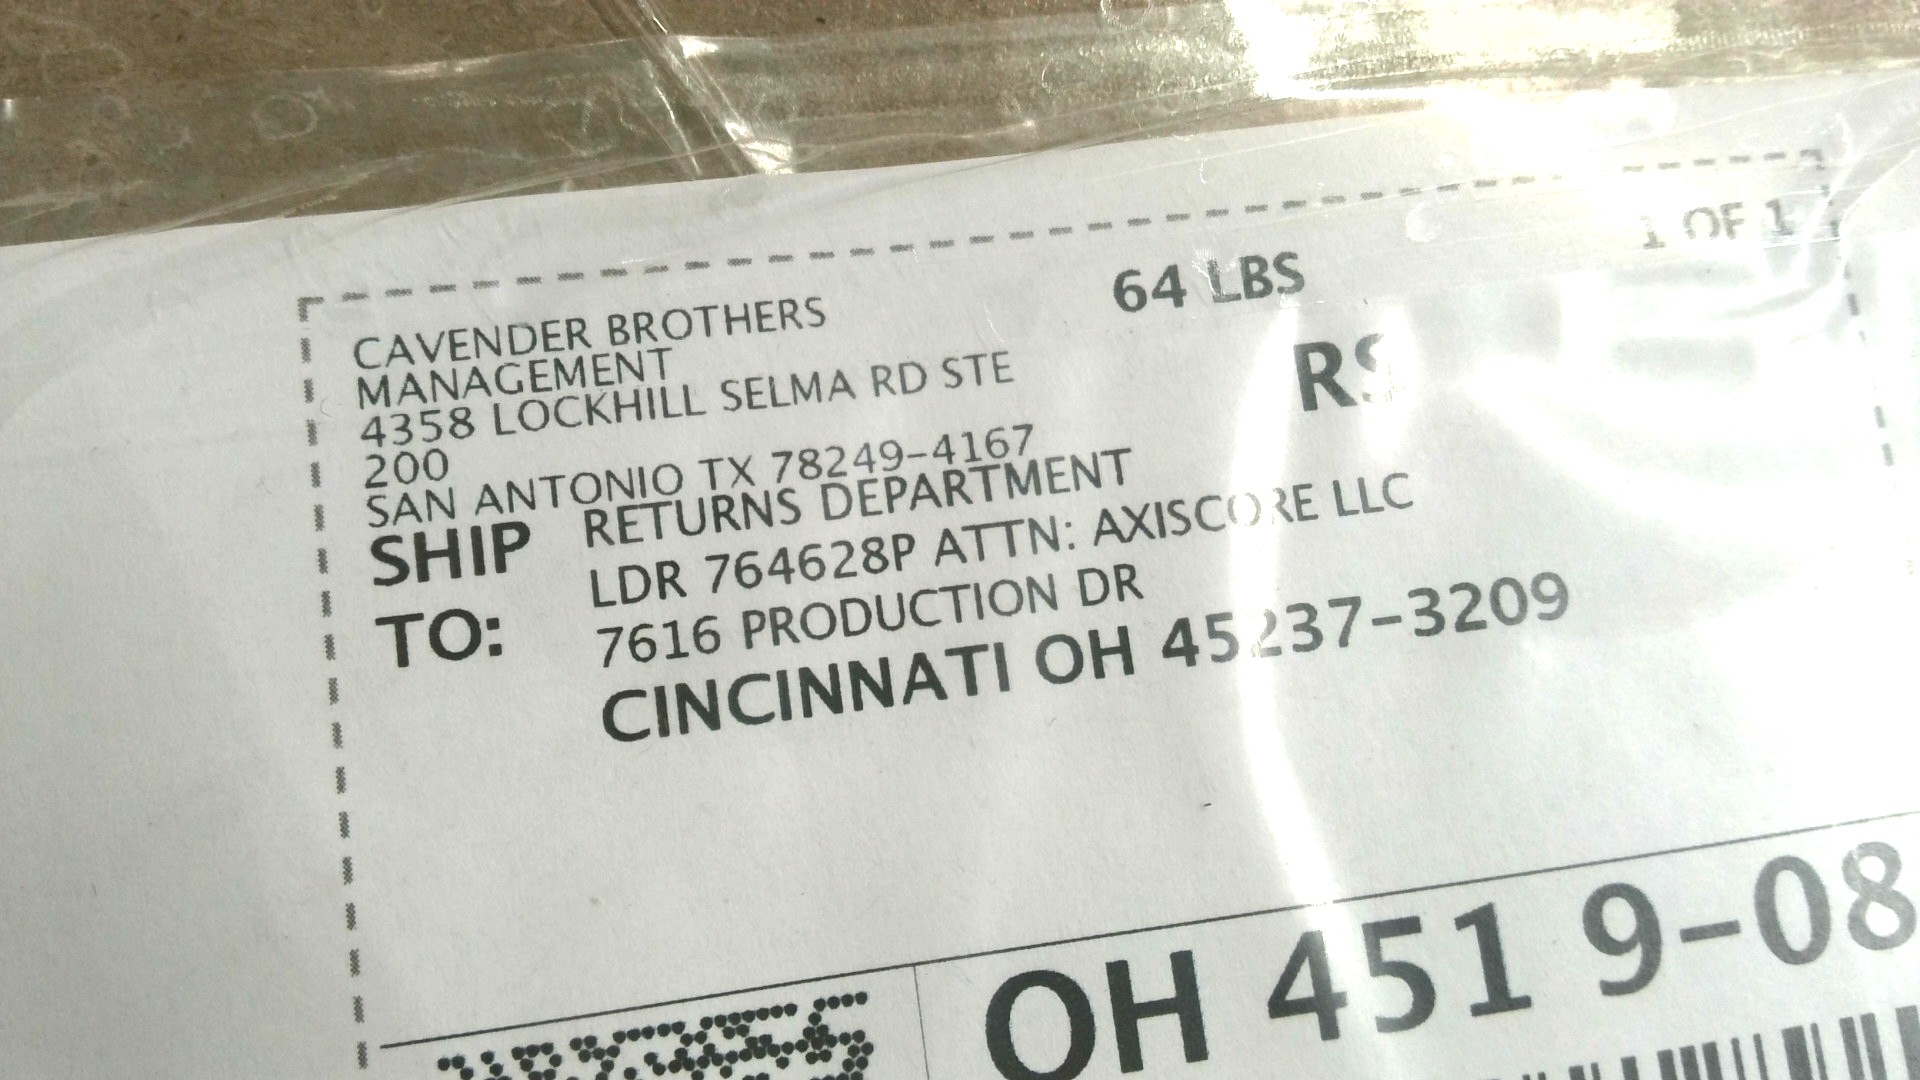 CAVENDER BROTHERS
MANAGEMENT
4358 LOCKHILL SELMA RD STE
200
SAN ANTONIO TX 78249-4167
64 LBS
1 OF 1
RS
SHIP
TO:
RETURNS DEPARTMENT
LDR 764628P ATTN: AXISCORE LLC
7616 PRODUCTION DR
CINCINNATI OH 45237-3209
OH 451 9-08